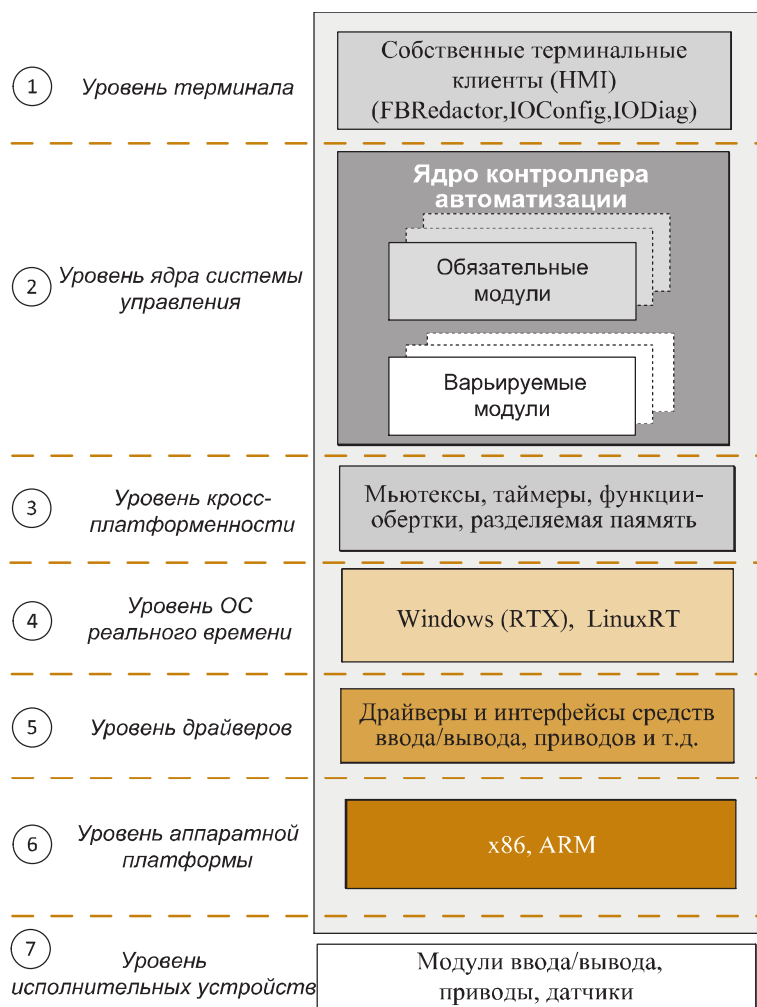 1
Уровень терминала
Собственные терминальные
клиенты (HMI)
(FBRedactor,IOConfig,IODiag)
2
Уровень ядра системы
управления
Ядро контроллера
автоматизации
Обязательные
модули
Варьируемые
модули
3
Уровень кросс-
платформенности
Мьютексы, таймеры, функции-
обертки, разделяемая паямять
4
Уровень ОС
реального времени
Windows (RTX), LinuxRT
5
Уровень драйверов
Драйверы и интерфейсы средств
ввода/вывода, приводов и т.д.
6
Уровень аппаратной
платформы
x86, ARM
7
Уровень
исполнительных устройств
Модули ввода/вывода,
приводы, датчики